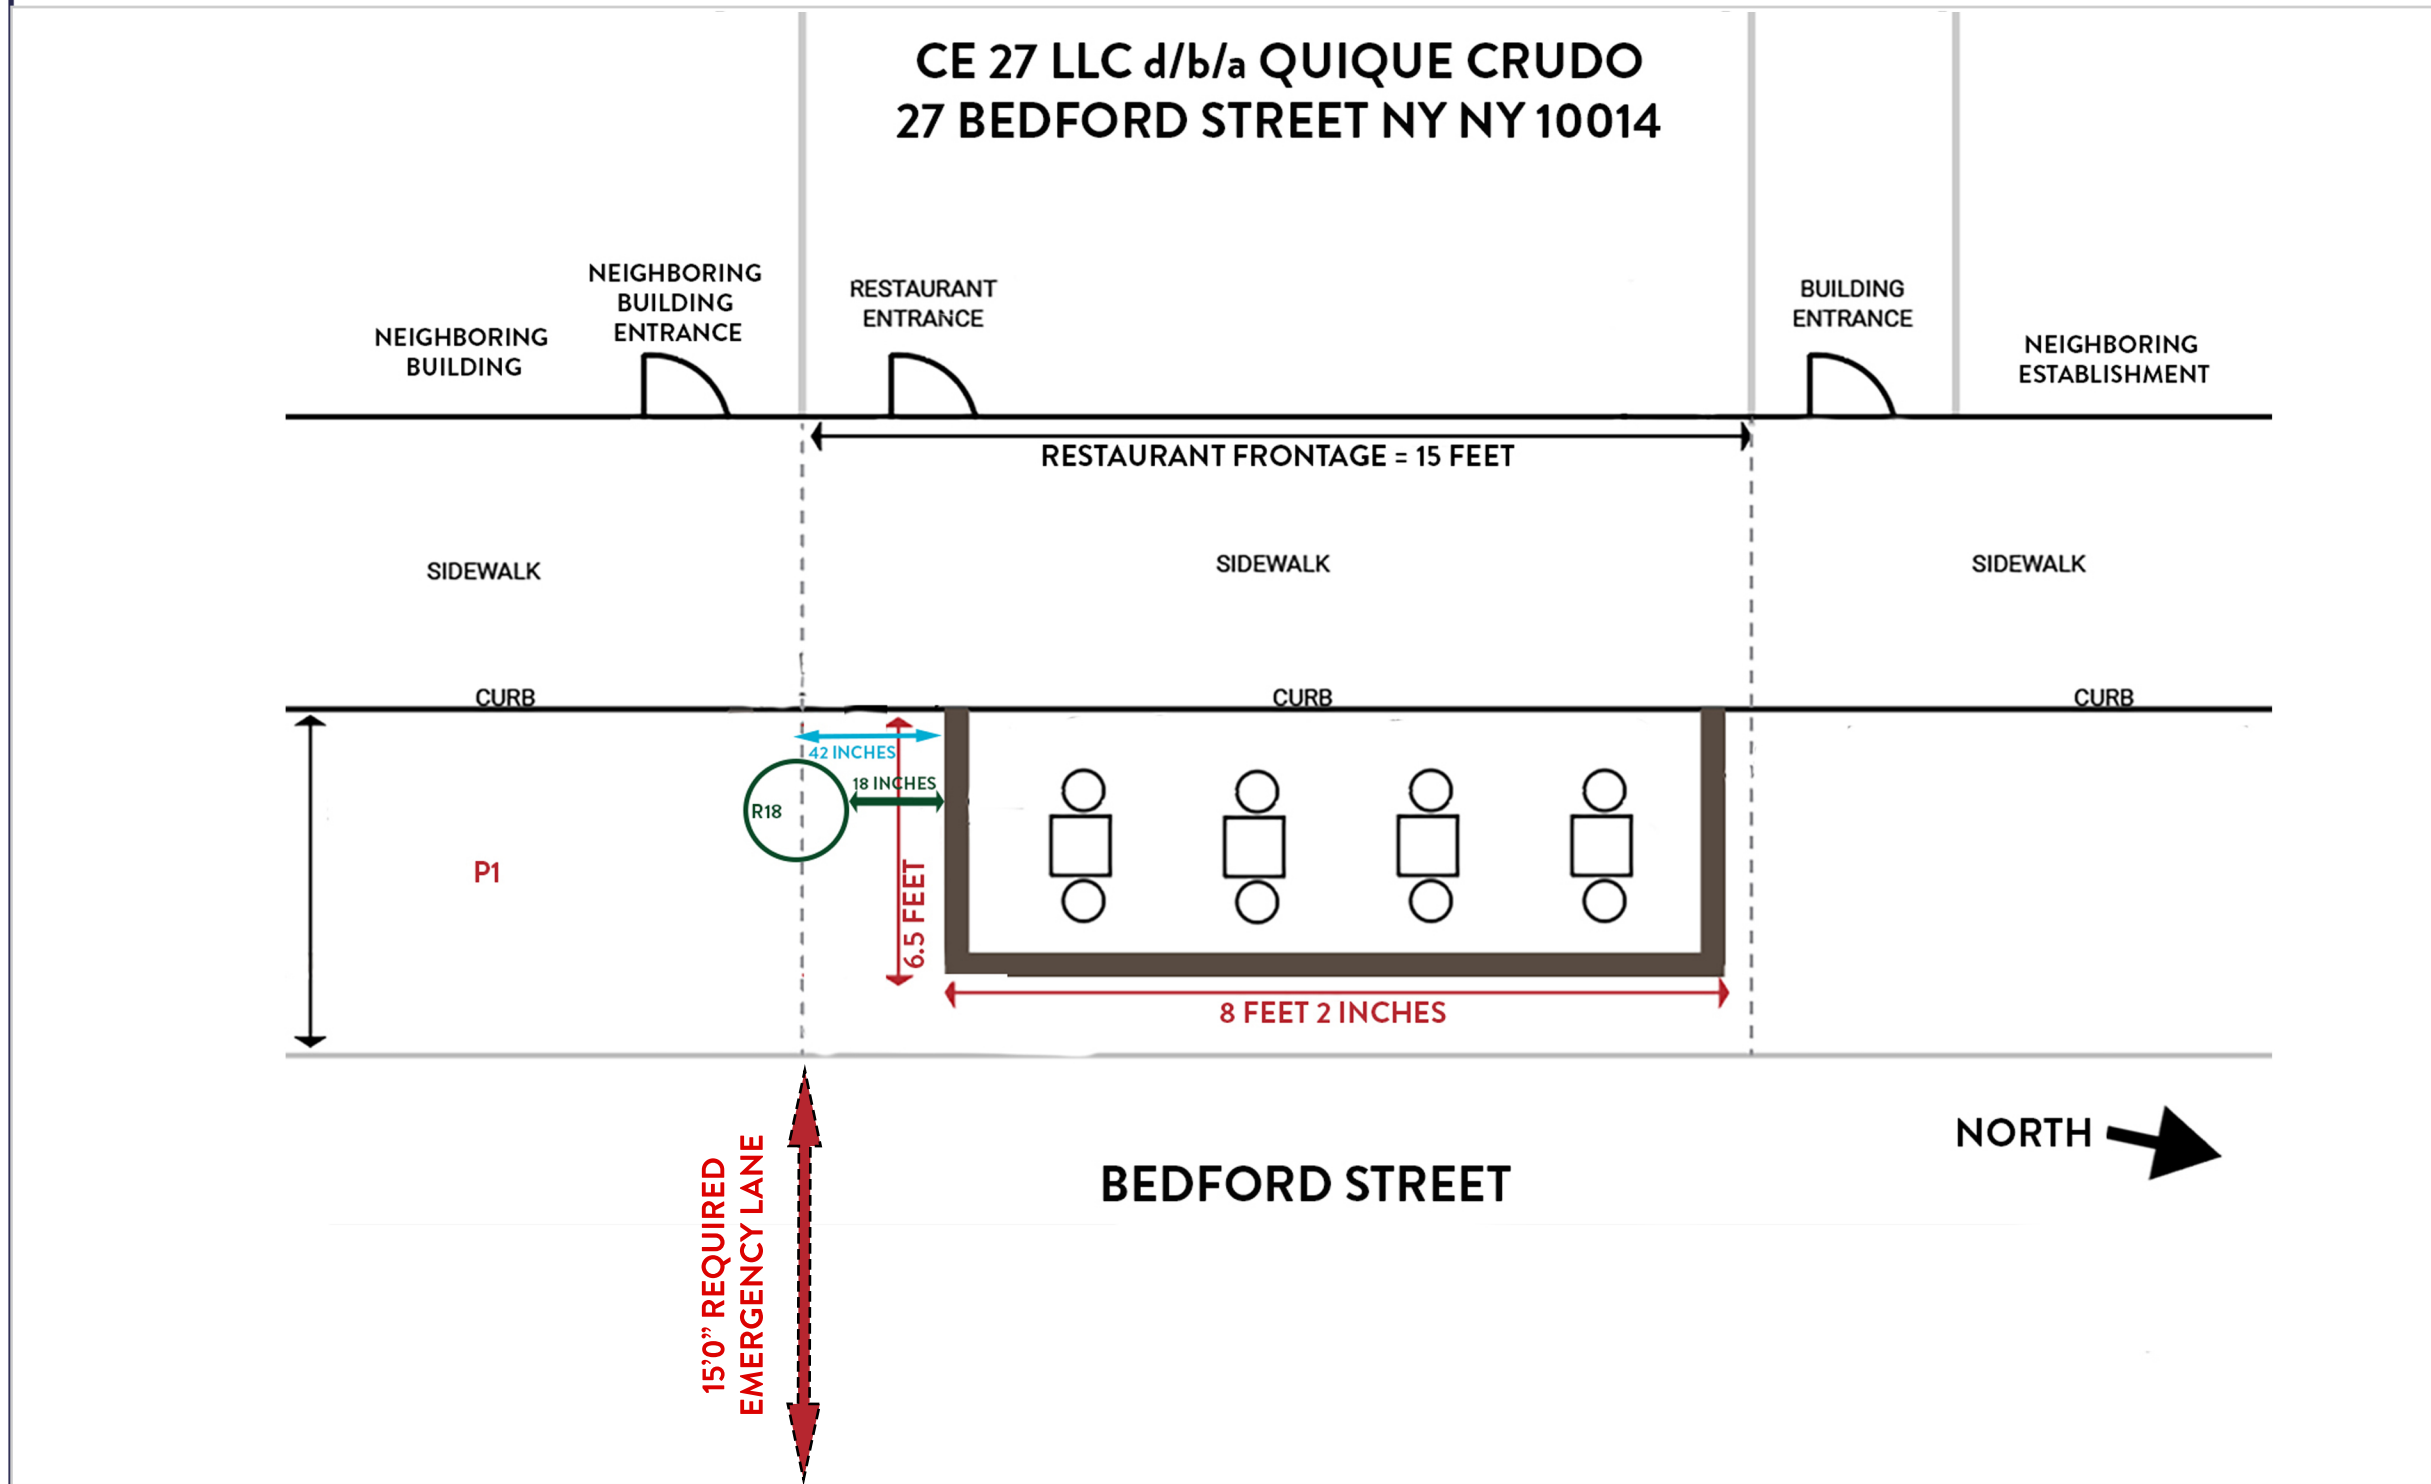 CE 27 LLC d/b/a QUIQUE CRUDO
27 BEDFORD STREET NY NY 10014
NEIGHBORING
BUILDING
NEIGHBORING
BUILDING
ENTRANCE
RESTAURANT
ENTRANCE
BUILDING
ENTRANCE
NEIGHBORING
ESTABLISHMENT
RESTAURANT FRONTAGE = 15 FEET
SIDEWALK
SIDEWALK
SIDEWALK
CURB
CURB
CURB
42 INCHES
18 INCHES
R18
P1
6.5 FEET
8 FEET 2 INCHES
15'0” REQUIRED
EMERGENCY LANE
BEDFORD STREET
NORTH